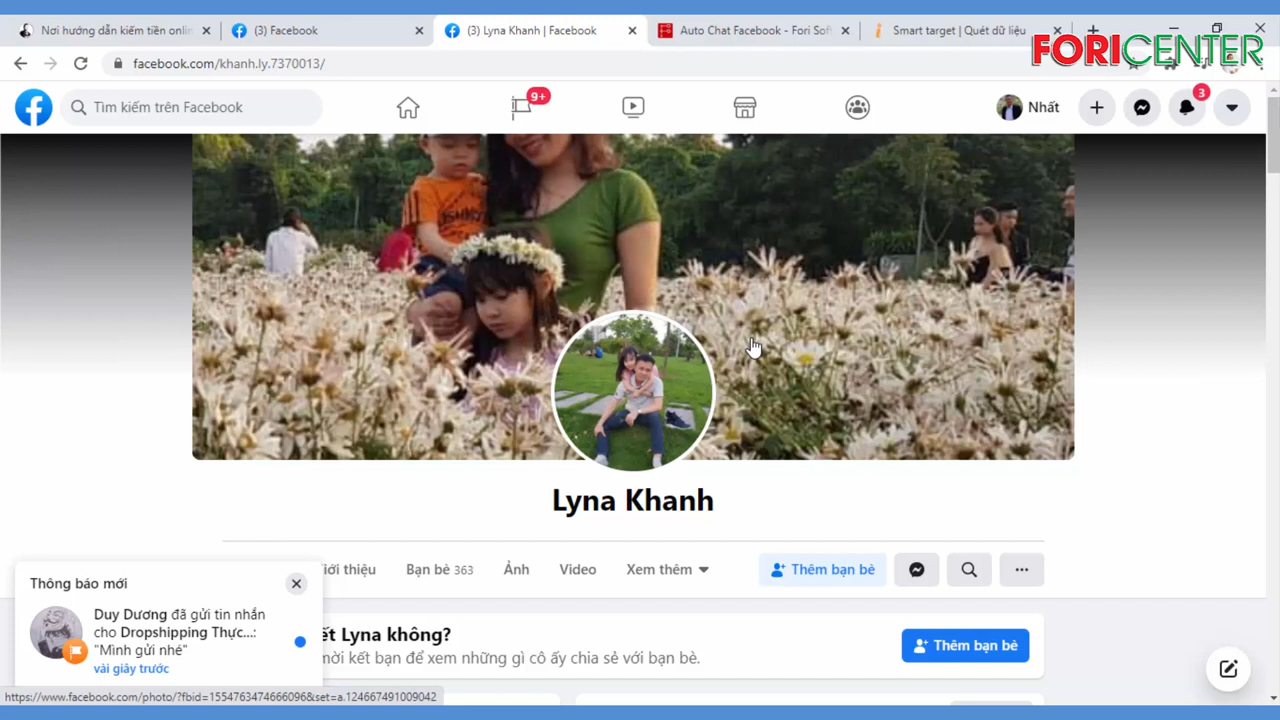 Nơi hướng dẫn kiếm tiền onlin
(3) Facebook
(3) Lyna Khanh | Facebook
Auto Chat Facebook - Fori Soft
Smart target | Quét dữ liệu
FORICENTER
facebook.com/khanh.ly.7370013/
Tìm kiếm trên Facebook
9+
Nhất
3
Lyna Khanh
iới thiệu
Bạn bè 363
Ảnh
Video
Xem thêm
Thêm bạn bè
Thông báo mới
Duy Dương đã gửi tin nhắn
cho Dropshipping Thực...:
"Mình gửi nhé"
vài giây trước
ết Lyna không?
mời kết bạn để xem những gì cô ấy chia sẻ với bạn bè.
Thêm bạn bè
https://www.facebook.com/photo/?fbid=1554763474666096&set=a.124667491009042